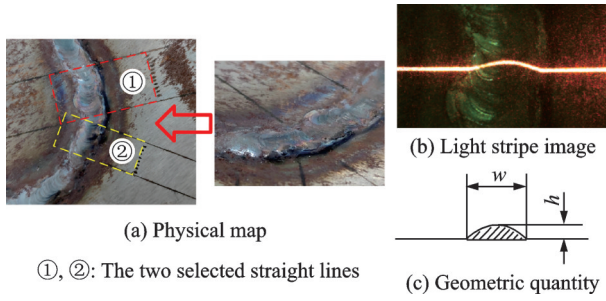 ①
②
(a) Physical map
①, ②: The two selected straight lines
(b) Light stripe image
w
h
(c) Geometric quantity